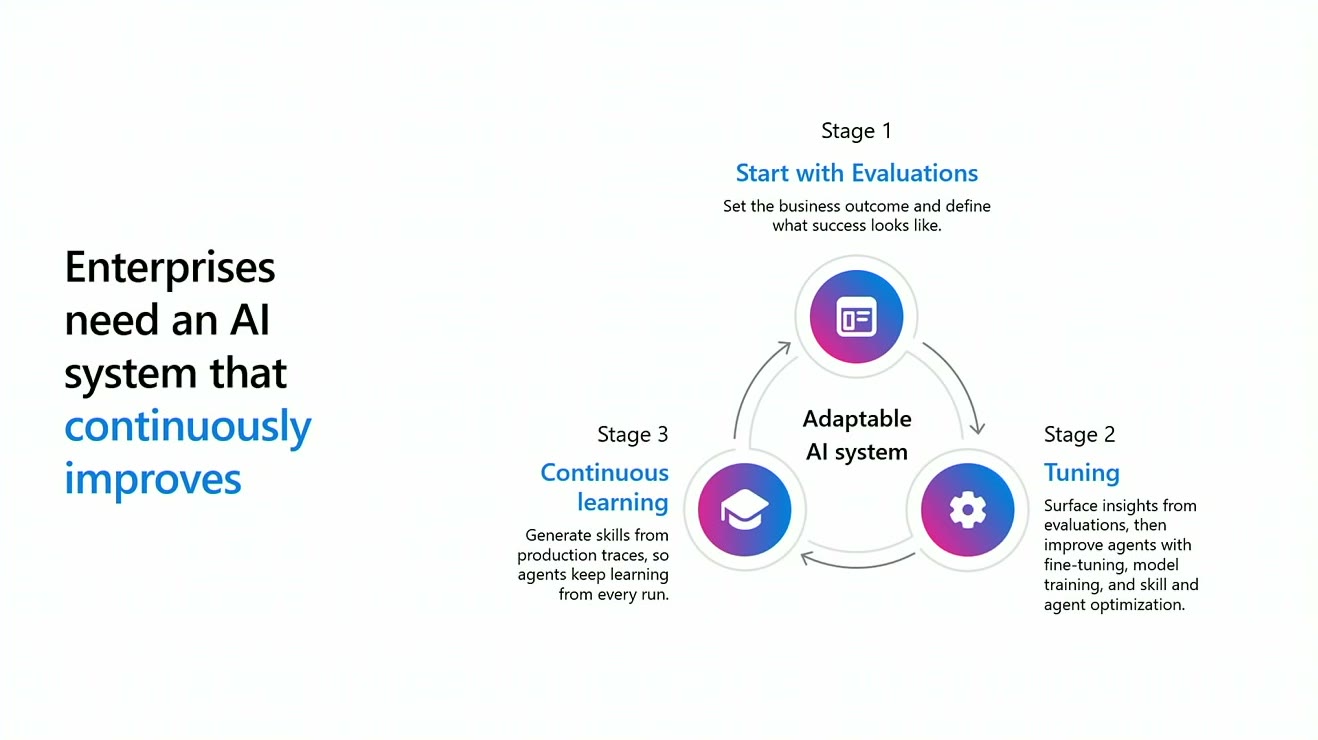 Enterprises
need an AI
system that
continuously
improves
Stage 1
Start with Evaluations
Set the business outcome and define
what success looks like.
Adaptable
AI system
Stage 2
Tuning
Surface insights from
evaluations, then
improve agents with
fine-tuning, model
training, and skill and
agent optimization.
Stage 3
Continuous
learning
Generate skills from
production traces, so
agents keep learning
from every run.